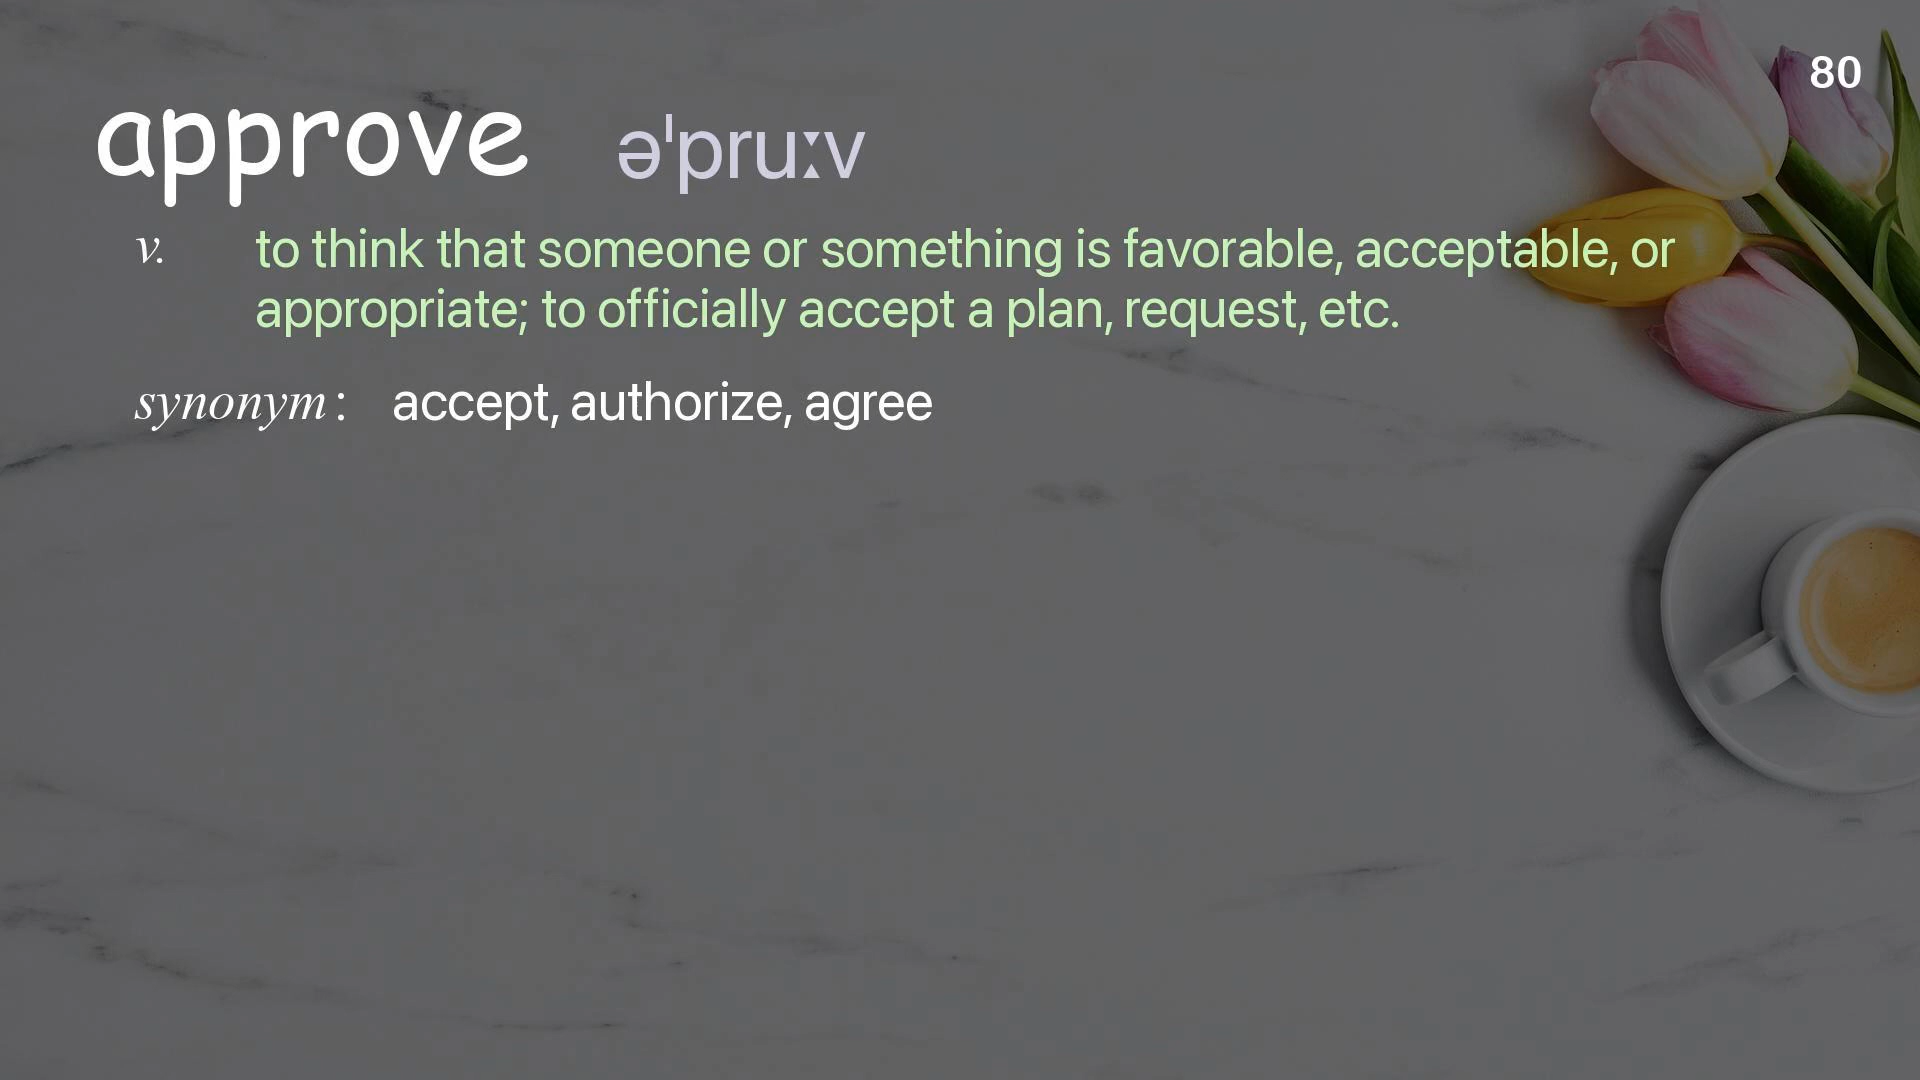 80
approve əˈpruːv
v. to think that someone or something is favorable, acceptable, or
appropriate; to officially accept a plan, request, etc.
synonym: accept, authorize, agree